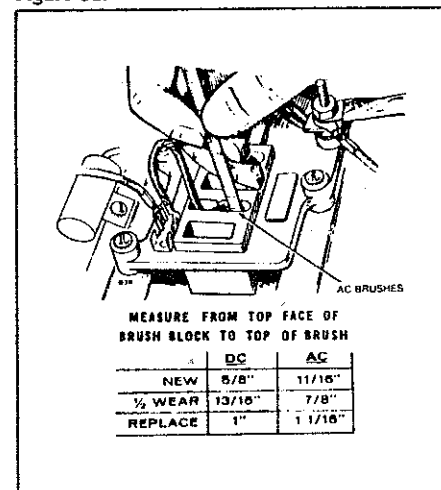 AC BRUSHES
MEASURE FROM TOP FACE OF
BRUSH BLOCK TO TOP OF BRUSH
DC AC
NEW 5/8" 11/16"
½ WEAR 13/16" 7/8"
REPLACE 1" 1 1/16"